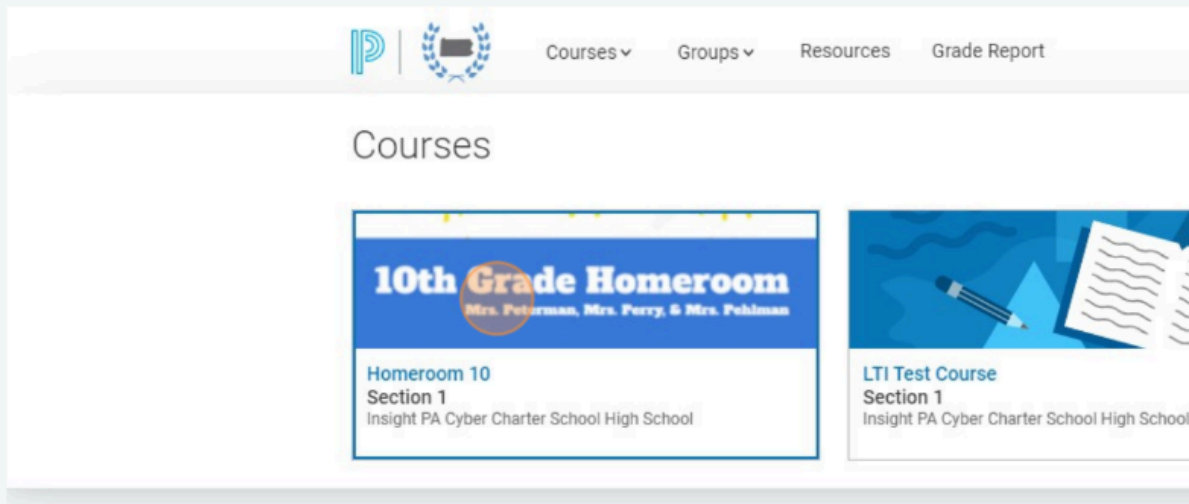 Courses
Groups
Resources
Grade Report
Courses
10th Grade Homeroom
Mrs. Peterman, Mrs. Perry, & Mrs. Pehlman
Homeroom 10
Section 1
Insight PA Cyber Charter School High School
LTI Test Course
Section 1
Insight PA Cyber Charter School High School